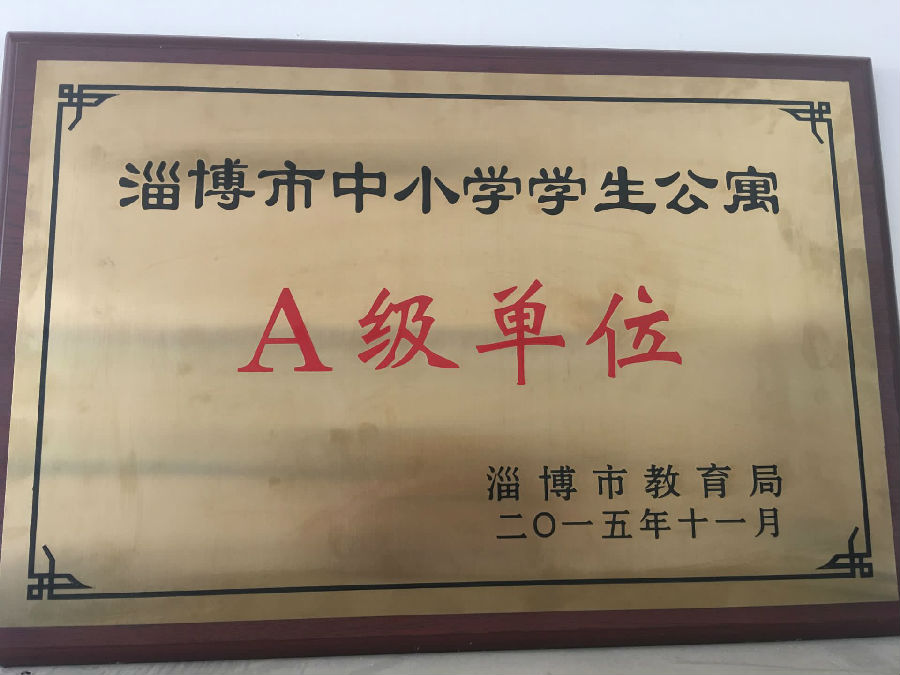 淄博市中小学学生公寓
A级单位
淄博市教育局
二〇一五年十一月